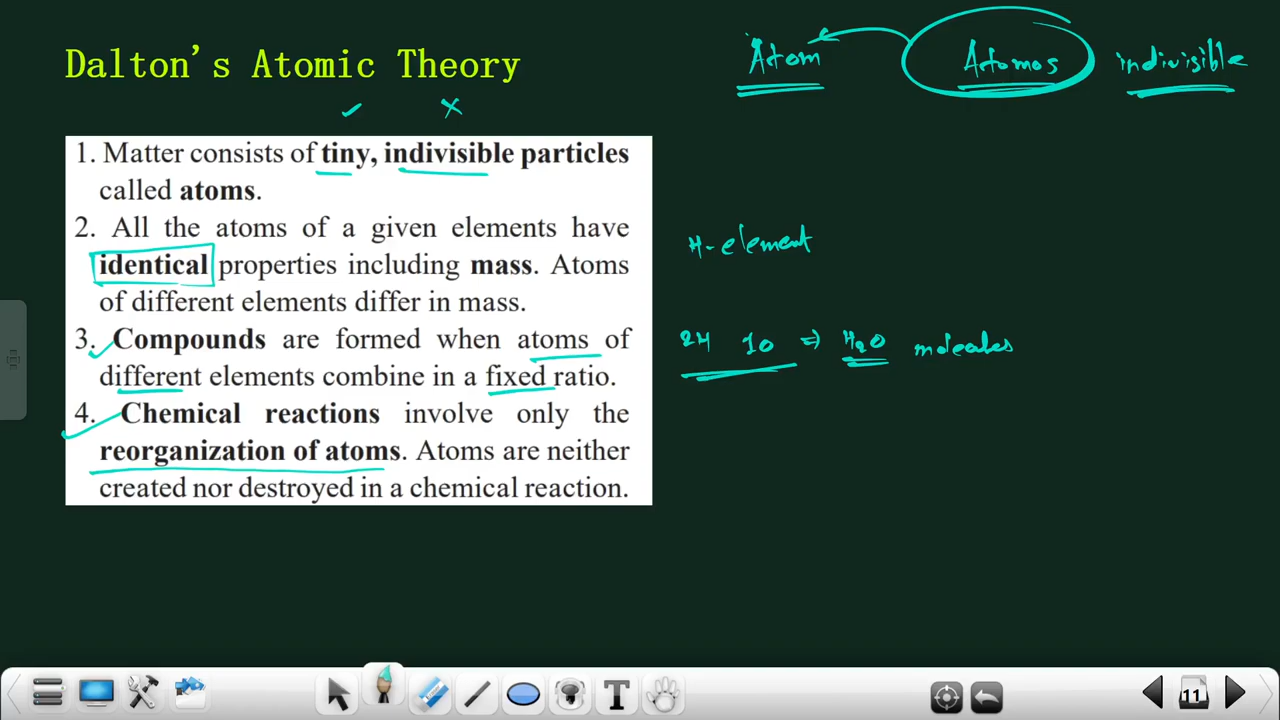 Dalton's Atomic Theory
Atom Atomos indivisible
1. Matter consists of tiny, indivisible particles
called atoms.
2. All the atoms of a given elements have
identical properties including mass. Atoms
of different elements differ in mass.
3. Compounds are formed when atoms of
different elements combine in a fixed ratio.
4. Chemical reactions involve only the
reorganization of atoms. Atoms are neither
created nor destroyed in a chemical reaction.
H-element
2H 1O ⇒ H2O molecules
T
11